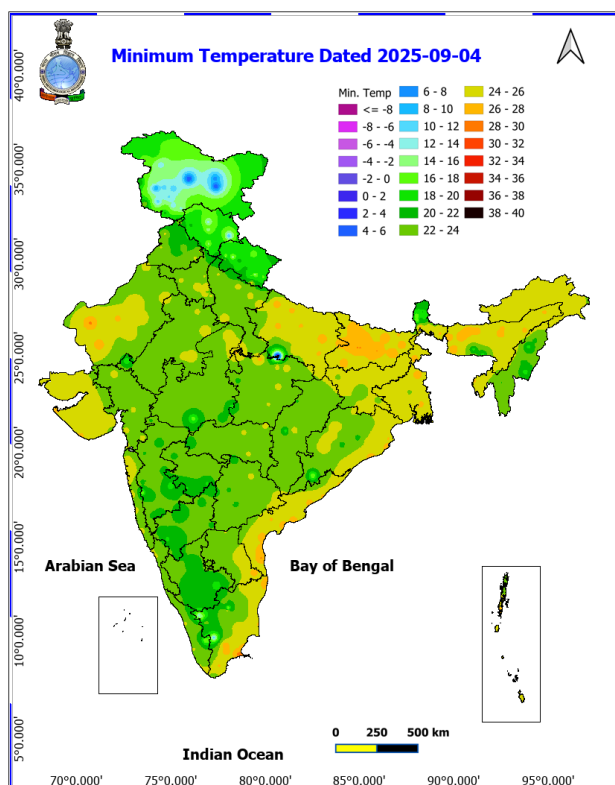 Minimum Temperature Dated 2025-09-04
Min. Temp
<= -8
-8 - -6
-6 - -4
-4 - -2
-2 - 0
0 - 2
2 - 4
4 - 6
6 - 8
8 - 10
10 - 12
12 - 14
14 - 16
16 - 18
18 - 20
20 - 22
22 - 24
24 - 26
26 - 28
28 - 30
30 - 32
32 - 34
34 - 36
36 - 38
38 - 40
40°0.000'
35°0.000'
30°0.000'
25°0.000'
20°0.000'
15°0.000'
10°0.000'
5°0.000'
Arabian Sea
Bay of Bengal
Indian Ocean
0 250 500 km
70°0.000' 75°0.000' 80°0.000' 85°0.000' 90°0.000' 95°0.000'